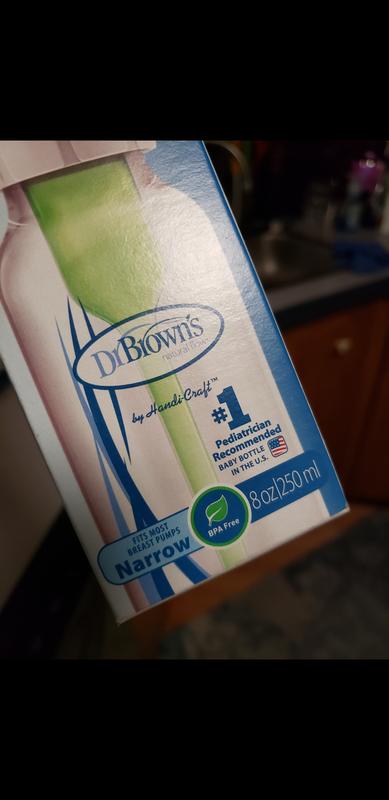 Dr Brown's
natural flow®
by Handi-Craft™
#1
Pediatrician
Recommended
BABY BOTTLE
IN THE U.S.
8 oz|250 ml
BPA Free
FITS MOST
BREAST PUMPS
Narrow